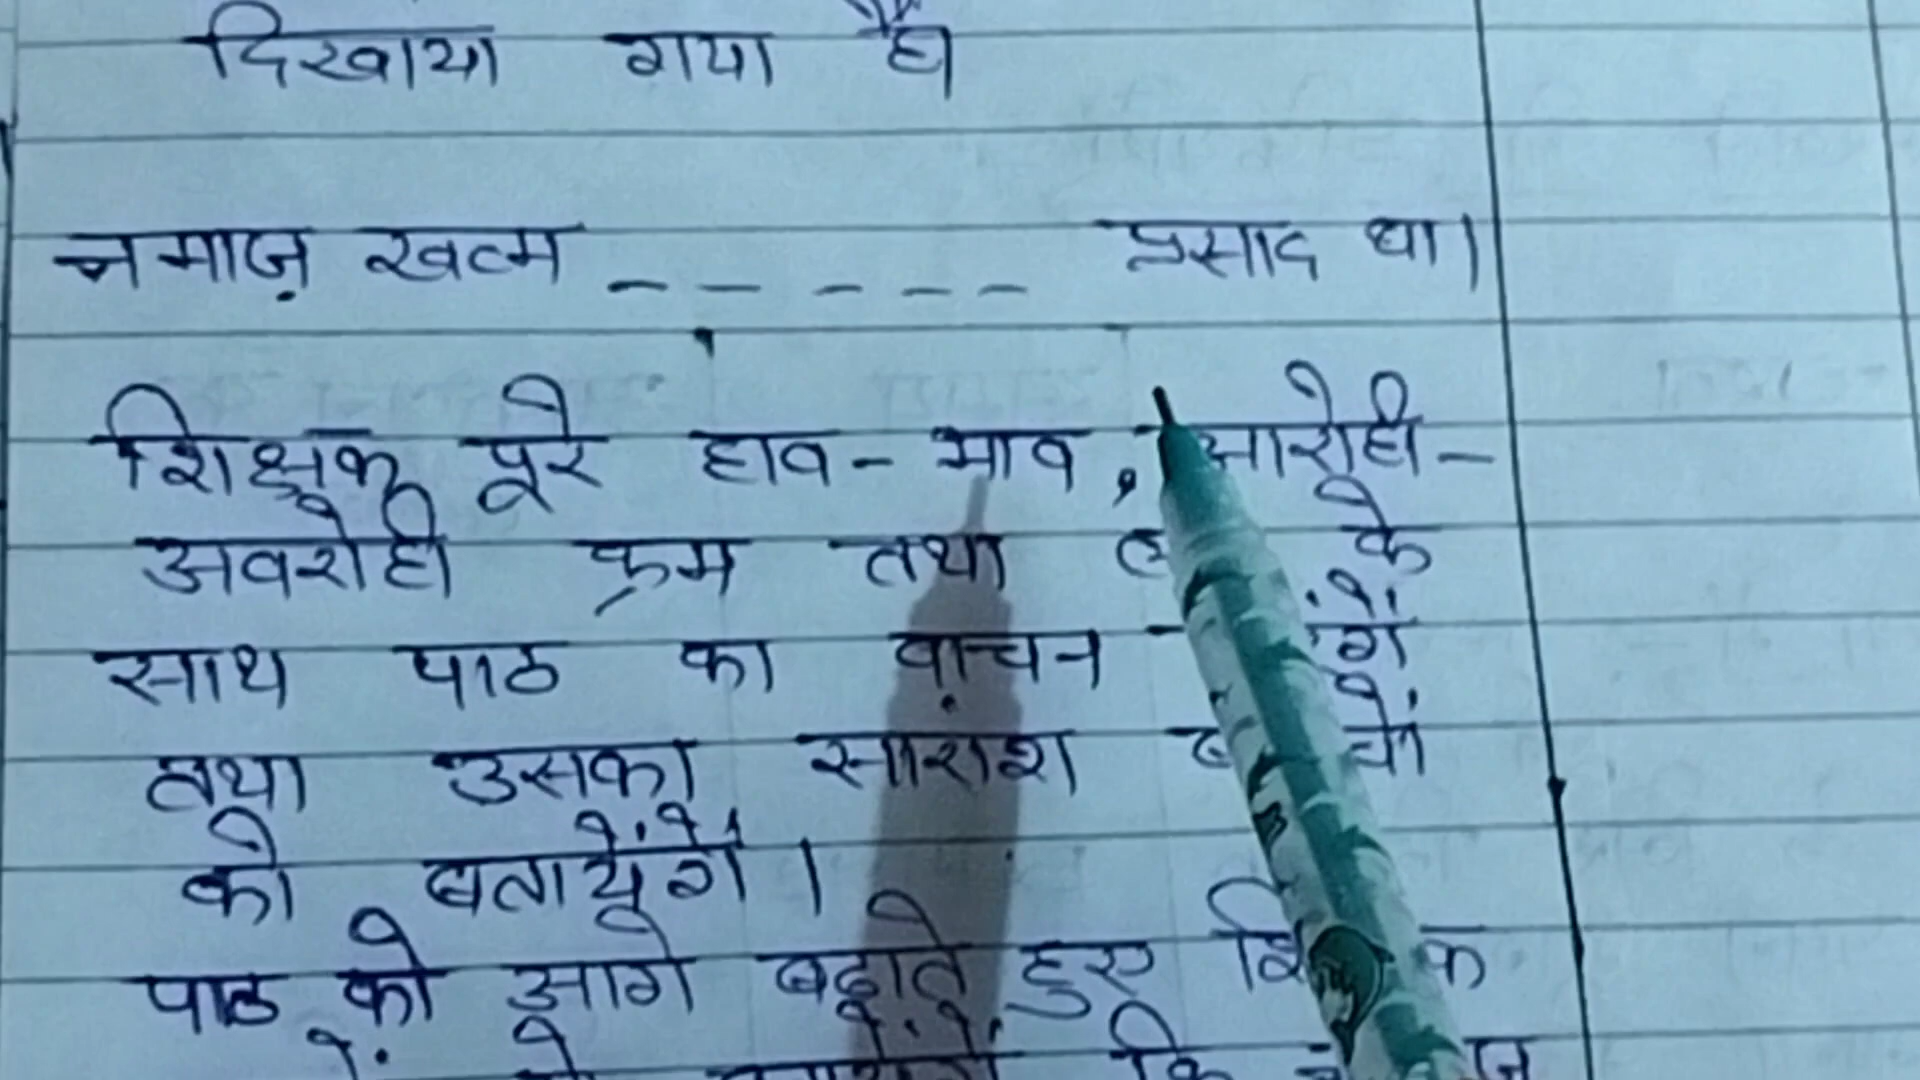 दिखाया गया है।
नमाज़ खत्म _ _ _ _ _ प्रसाद था।
शिक्षक पूरे हाव - भाव, आरोही -
अवरोही क्रम तथा के
साथ पाठ का वाचन
तथा उसका सारांश
को बतायेंगें।
पाठ को आगे बढ़ाते हुए
कि